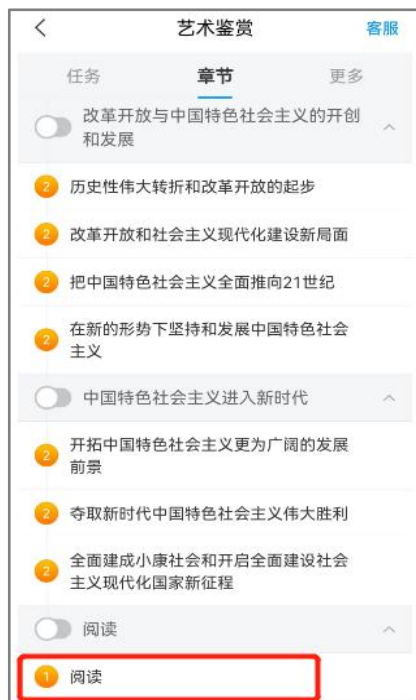 艺术鉴赏
客服
任务
章节
更多
改革开放与中国特色社会主义的开创
和发展
2
历史性伟大转折和改革开放的起步
2
改革开放和社会主义现代化建设新局面
2
把中国特色社会主义全面推向21世纪
2
在新的形势下坚持和发展中国特色社会
主义
中国特色社会主义进入新时代
2
开拓中国特色社会主义更为广阔的发展
前景
2
夺取新时代中国特色社会主义伟大胜利
2
全面建成小康社会和开启全面建设社会
主义现代化国家新征程
阅读
1
阅读